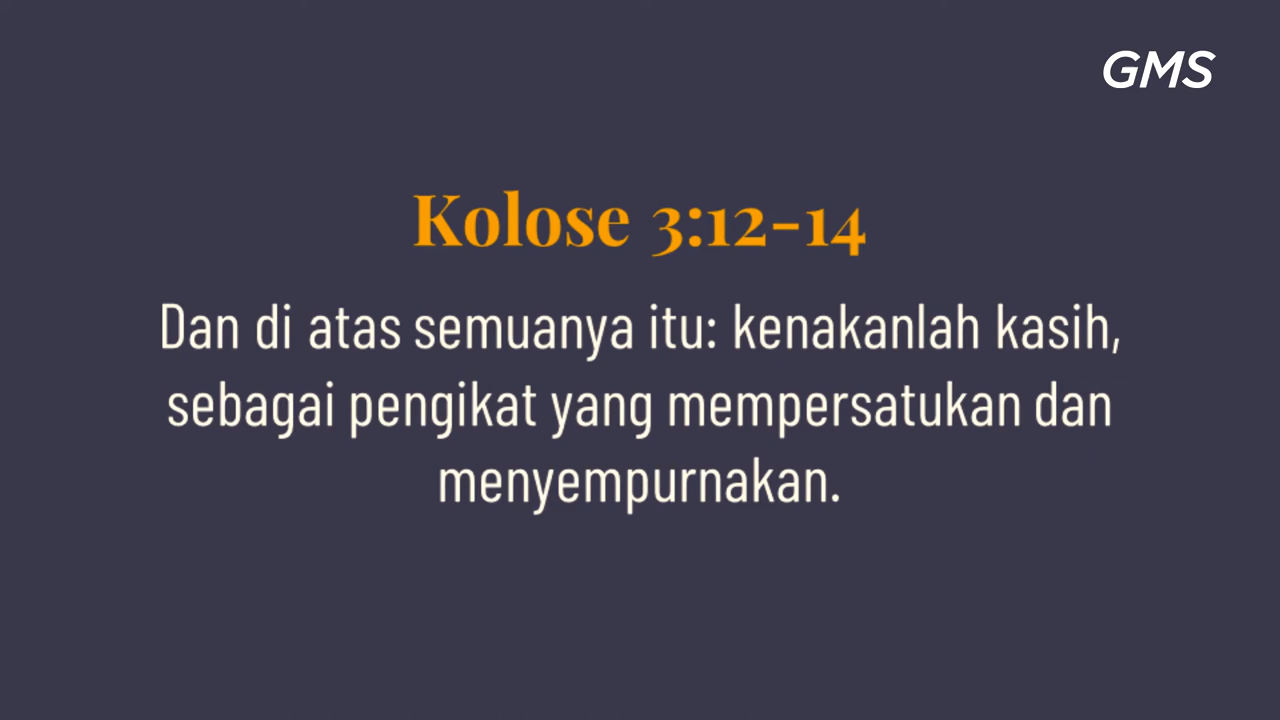 GMS
Kolose 3:12-14
Dan di atas semuanya itu: kenakanlah kasih,
sebagai pengikat yang mempersatukan dan
menyempurnakan.